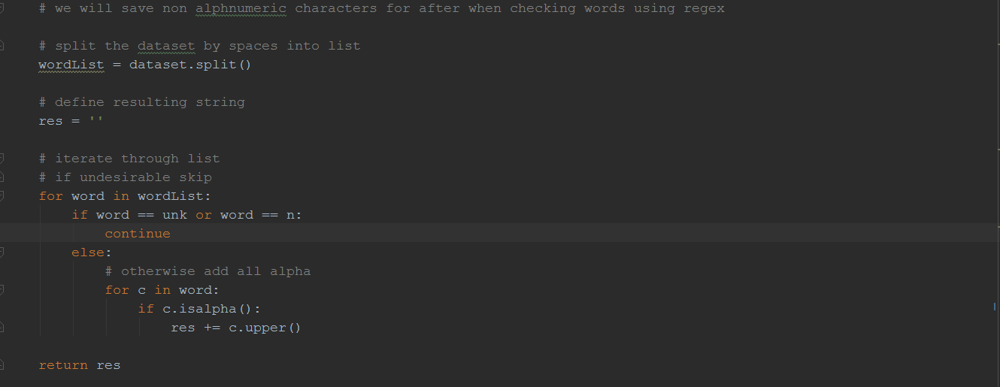 # we will save non alphnumeric characters for after when checking words using regex
# split the dataset by spaces into list
wordList = dataset.split()
# define resulting string
res = ''
# iterate through list
# if undesirable skip
for word in wordList:
if word == unk or word == n:
continue
else:
# otherwise add all alpha
for c in word:
if c.isalpha():
res += c.upper()
return res